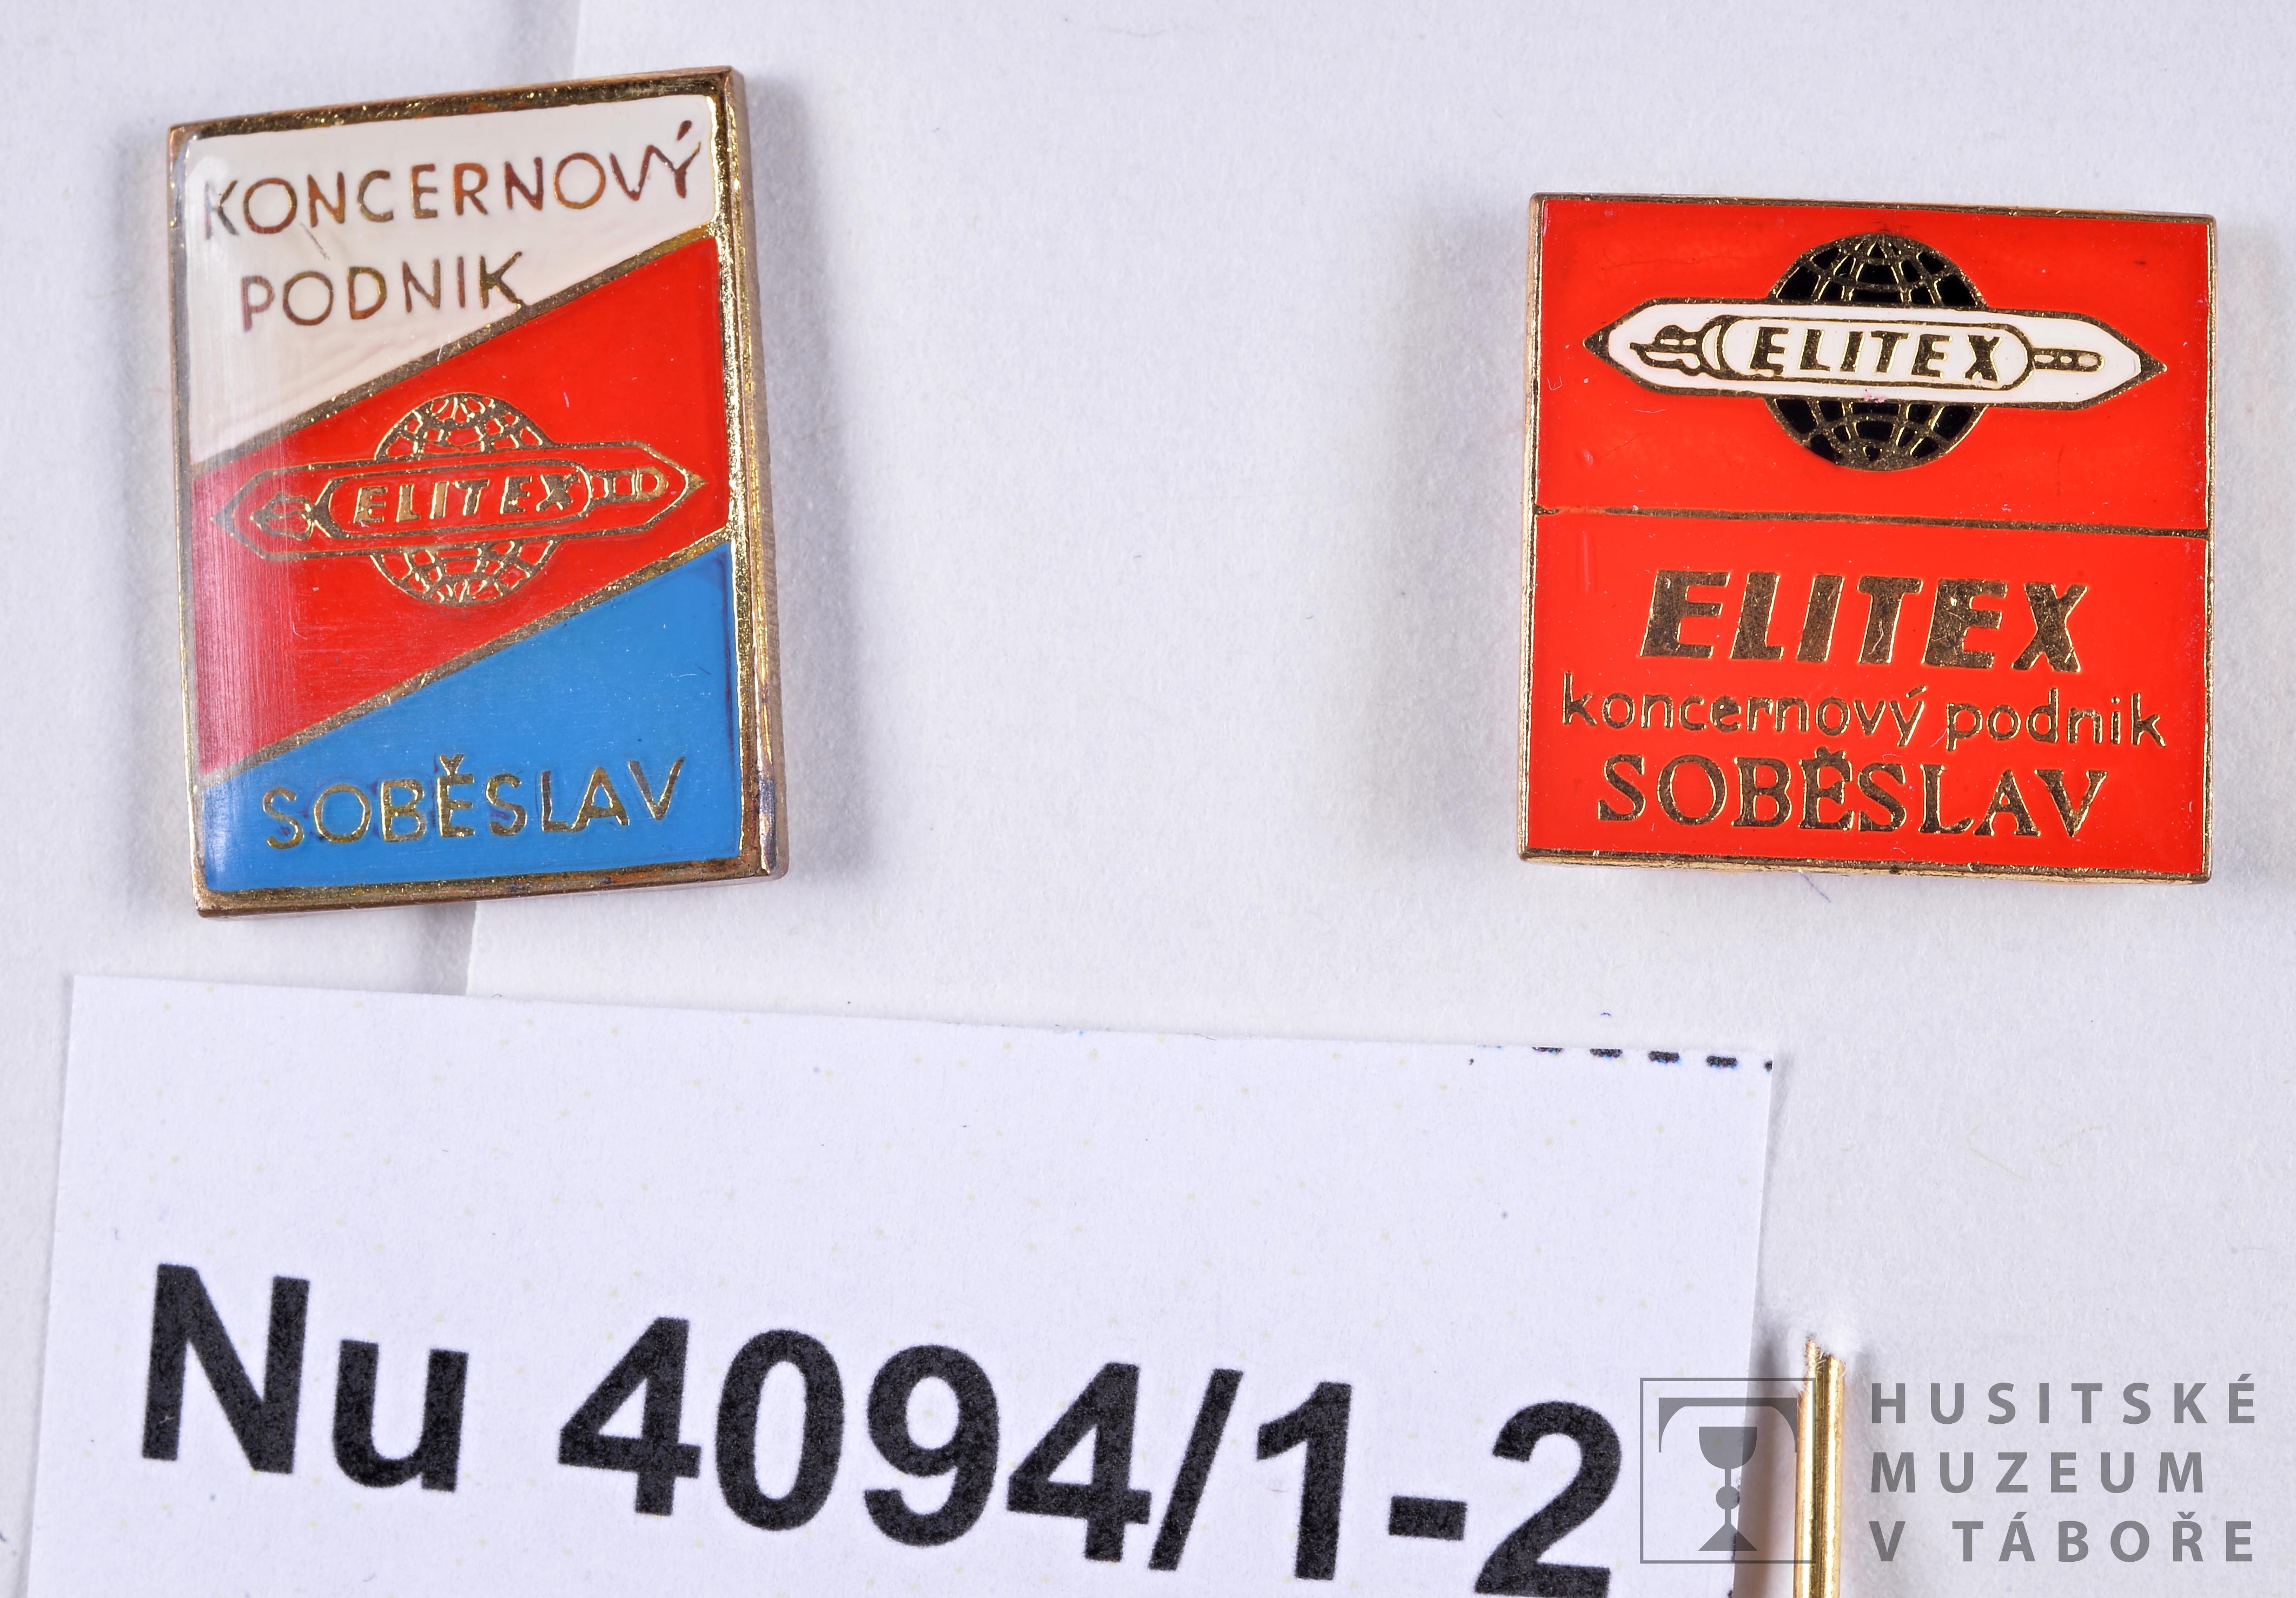 KONCERNOVÝ
PODNIK
ELITEX
SOBĚSLAV
ELITEX
ELITEX
koncernový podnik
SOBĚSLAV
Nu 4094/1-2
HUSITSKÉ
MUZEUM
V TÁBOŘE